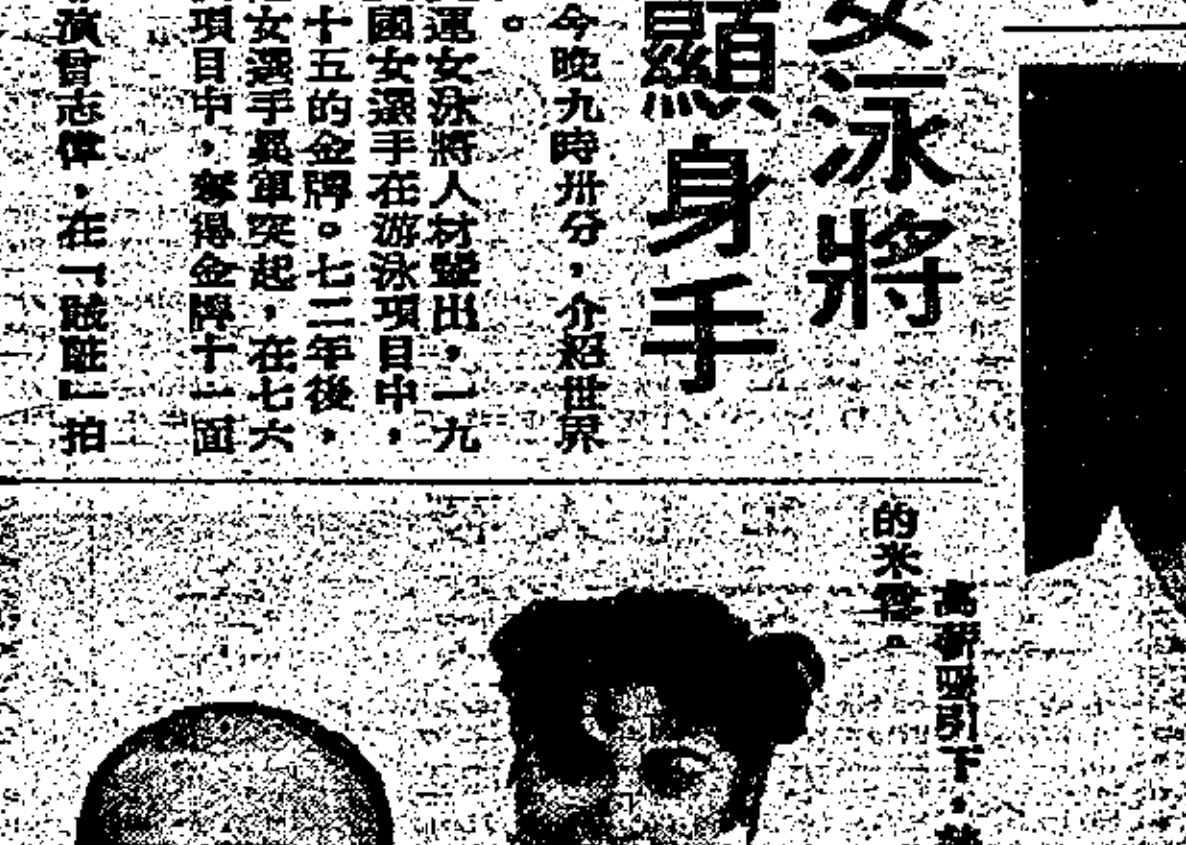 女泳將
顯身手
今晚九時卅分，介紹世界
。
運女泳將人材輩出，一九
國女選手在游泳項目中，
十五的金牌。七二年後，
女選手異軍突起，在七六
項目中，奪得金牌十一面
演曾志偉，在「賊贓」拍
引下，
的米雪。